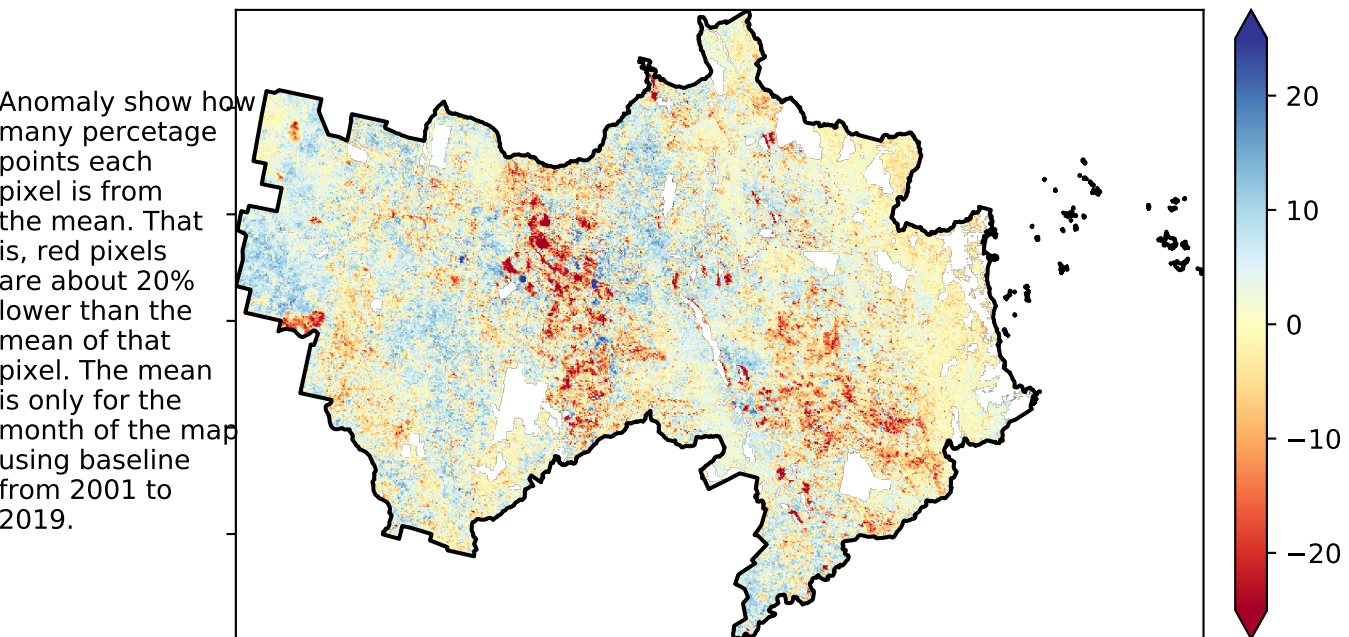 Anomaly show how
many percetage
points each
pixel is from
the mean. That
is, red pixels
are about 20%
lower than the
mean of that
pixel. The mean
is only for the
month of the map
using baseline
from 2001 to
2019.
20
10
0
−10
−20